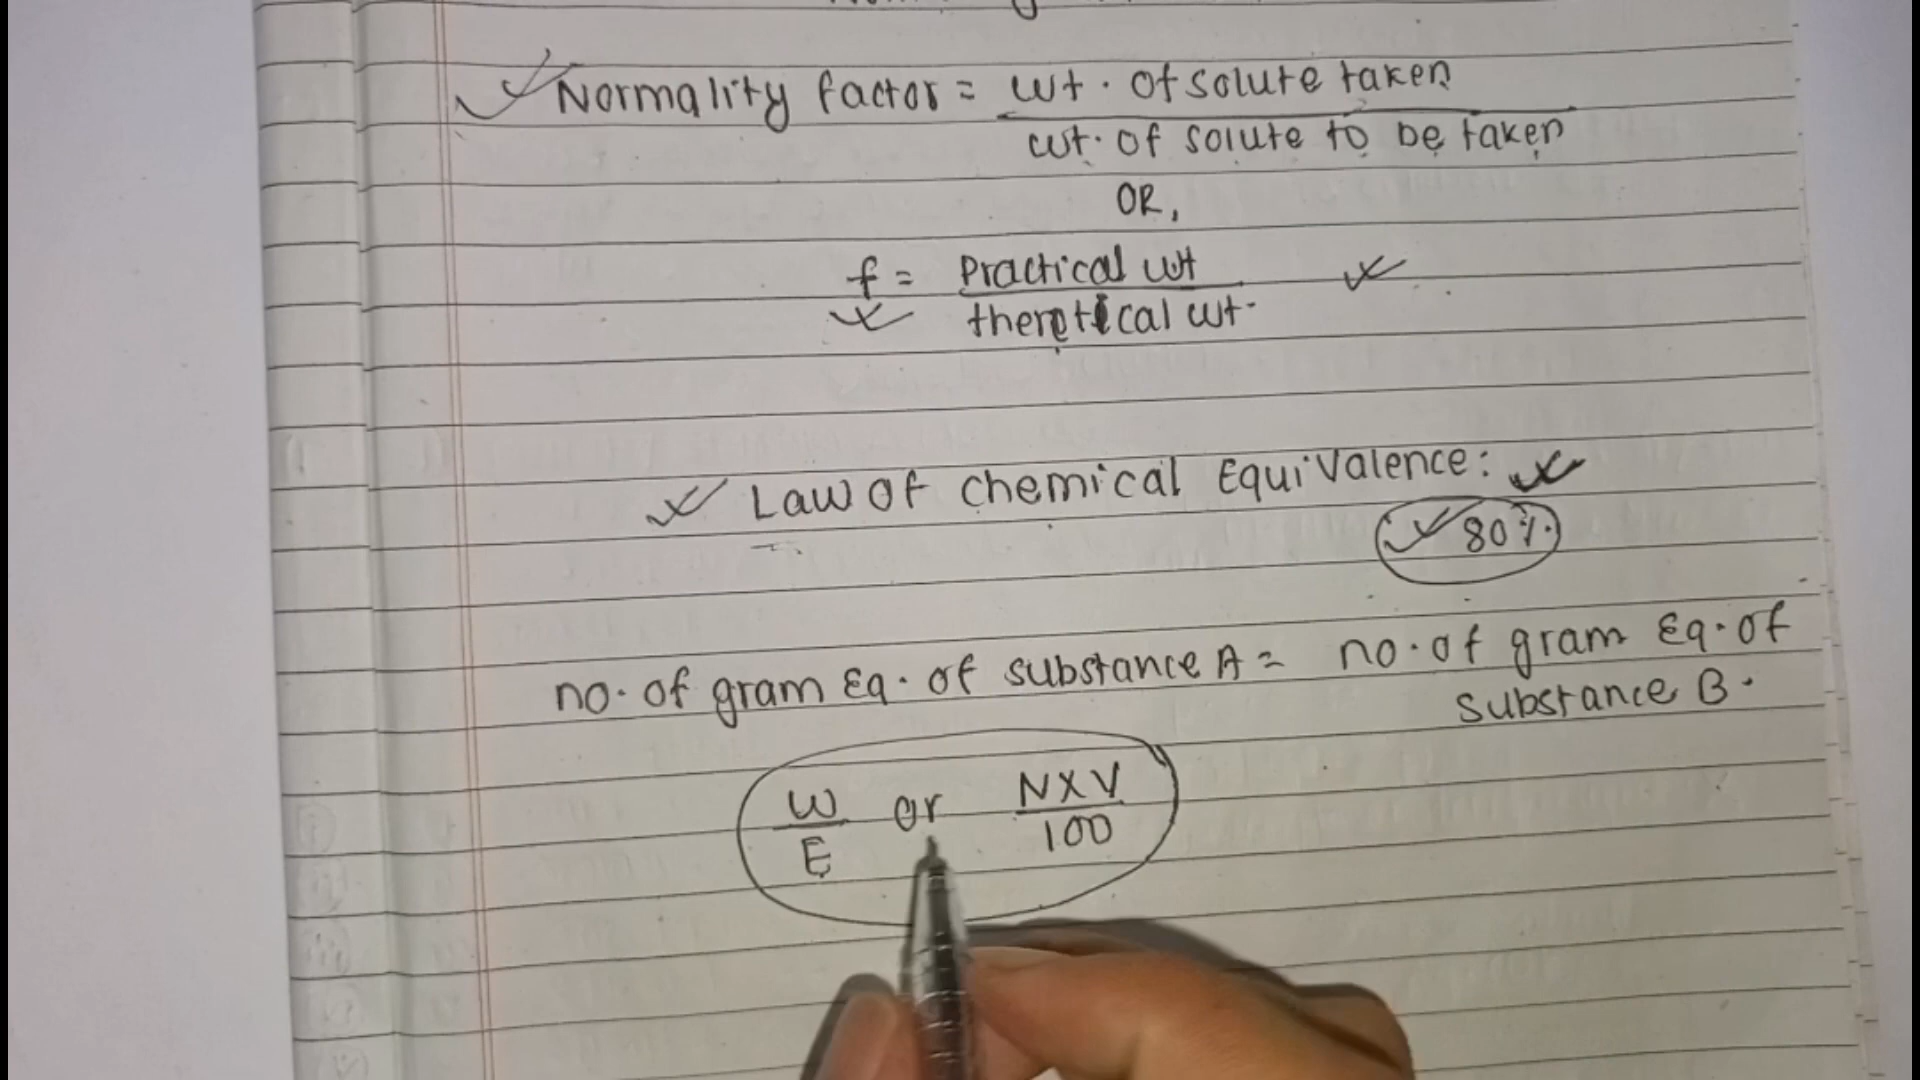 Normality factor = wt. of solute taken
wt. of solute to be taken
OR,
f = Practical wt
theretical wt.
Law of chemical Equivalence:
80%
no. of gram Eq. of substance A = no. of gram Eq. of
substance B.
W or N X V
E 100